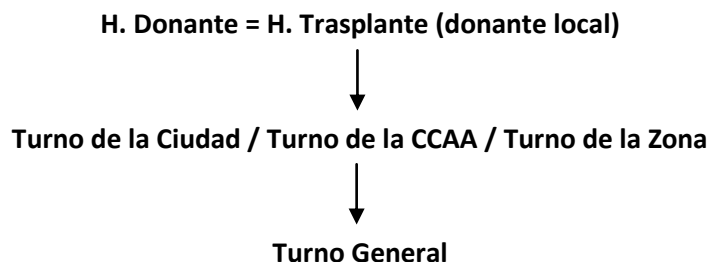 H. Donante = H. Trasplante (donante local)
Turno de la Ciudad / Turno de la CCAA / Turno de la Zona
Turno General